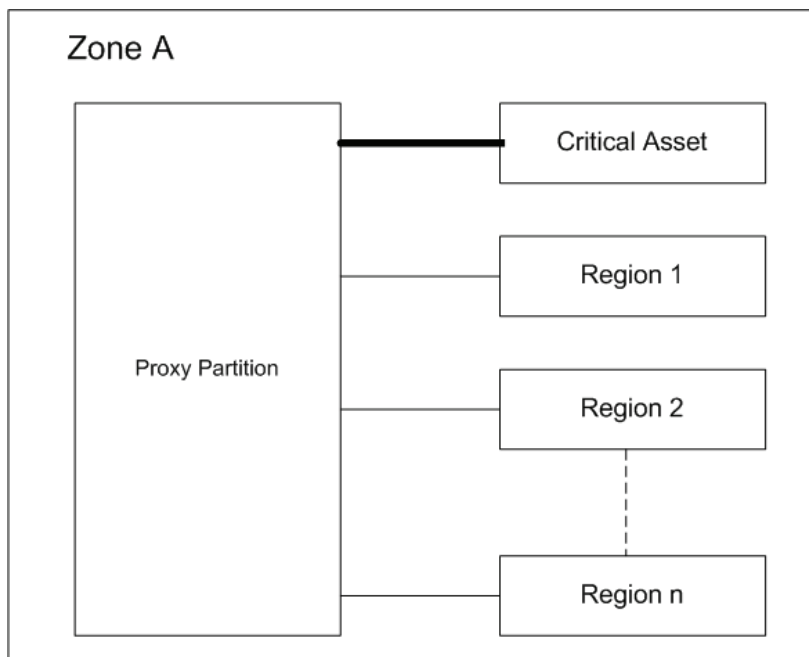 Zone A
Critical Asset
Region 1
Proxy Partition
Region 2
Region n